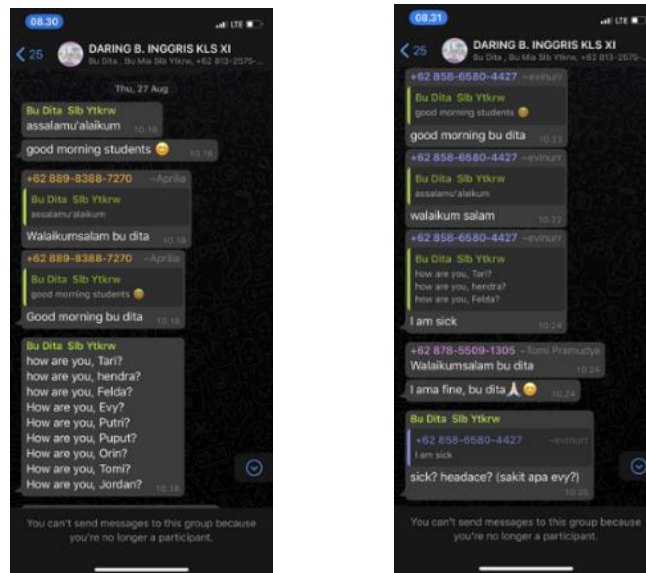 08.30
LTE
25
DARING B. INGGRIS KLS XI
Bu Dita , Bu Mia Slb Ytkrw, +62 813-2575-...
Thu, 27 Aug
Bu Dita Slb Ytkrw
assalamu'alaikum
10.16
good morning students 😊
10.16
+62 889-8388-7270 ~Aprilia
Bu Dita Slb Ytkrw
assalamu'alaikum
Walaikumsalam bu dita
10.18
+62 889-8388-7270 ~Aprilia
Bu Dita Slb Ytkrw
good morning students 😊
Good morning bu dita
10.18
Bu Dita Slb Ytkrw
how are you, Tari?
how are you, hendra?
how are you, Felda?
How are you, Evy?
How are you, Putri?
How are you, Puput?
How are you, Orin?
How are you, Tomi?
How are you, Jordan?
10.18
You can't send messages to this group because
you're no longer a participant.
08.31
LTE
25
DARING B. INGGRIS KLS XI
Bu Dita , Bu Mia Slb Ytkrw, +62 813-2575-...
+62 858-6580-4427 ~evinurr
Bu Dita Slb Ytkrw
good morning students 😊
good morning bu dita
+62 858-6580-4427 ~evinurr
Bu Dita Slb Ytkrw
assalamu'alaikum
walaikum salam
+62 858-6580-4427 ~evinurr
Bu Dita Slb Ytkrw
how are you, Tari?
how are you, hendra?
how are you, Felda?
I am sick
10.24
+62 878-5509-1305 ~Tomi Pramudya
Walaikumsalam bu dita
10.24
I ama fine, bu dita🙏😊
10.24
Bu Dita Slb Ytkrw
+62 858-6580-4427 ~evinurr
I am sick
sick? headace? (sakit apa evy?)
10.25
You can't send messages to this group because
you're no longer a participant.